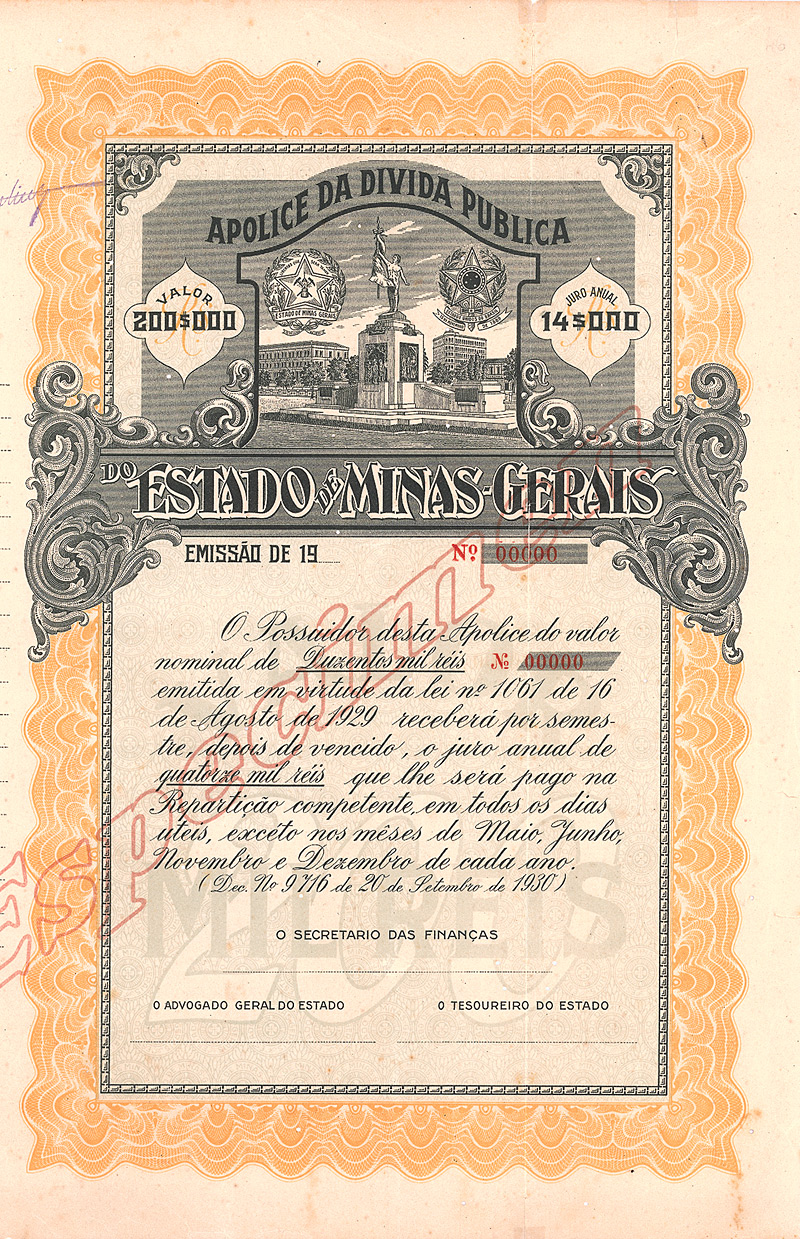 APOLICE DA DIVIDA PUBLICA
VALOR
200$000
JURO ANUAL
14$000
ESTADO DE MINAS GERAIS
DO ESTADO DE MINAS-GERAIS
EMISSÃO DE 19
Nº 00000
O Possuidor desta Apolice do valor
nominal de Duzentos mil réis Nº 00000
emitida em virtude da lei nº 1061 de 16
de Agosto de 1929 receberá por semes-
tre, depois de vencido, o juro anual de
quatorze mil réis que lhe será pago na
Repartição competente, em todos os dias
uteis, excéto nos mêses de Maio, Junho,
Novembro e Dezembro de cada ano.
(Dec. Nº 9716 de 20 de Setembro de 1930)
Especimen
200
MIL RÉIS
O SECRETARIO DAS FINANÇAS
O ADVOGADO GERAL DO ESTADO
O TESOUREIRO DO ESTADO